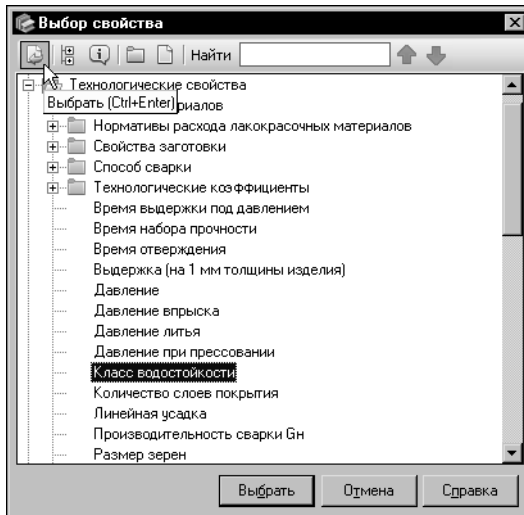 Выбор свойства
Найти
Технологические свойства
Выбрать (Ctrl+Enter)
Нормативы расхода лакокрасочных материалов
Свойства заготовки
Способ сварки
Технологические коэффициенты
Время выдержки под давлением
Время набора прочности
Время отверждения
Выдержка (на 1 мм толщины изделия)
Давление
Давление впрыска
Давление литья
Давление при прессовании
Класс водостойкости
Количество слоев покрытия
Линейная усадка
Производительность сварки Gн
Размер зерен
Выбрать Отмена Справка